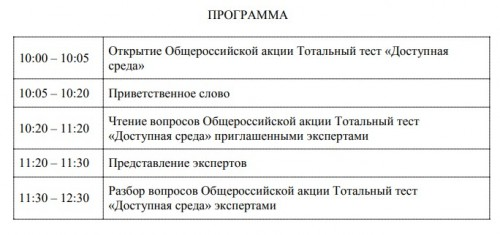 ПРОГРАММА
10:00 – 10:05
Открытие Общероссийской акции Тотальный тест «Доступная
среда»
10:05 – 10:20
Приветственное слово
10:20 – 11:20
Чтение вопросов Общероссийской акции Тотальный тест
«Доступная среда» приглашенными экспертами
11:20 – 11:30
Представление экспертов
11:30 – 12:30
Разбор вопросов Общероссийской акции Тотальный тест
«Доступная среда» экспертами